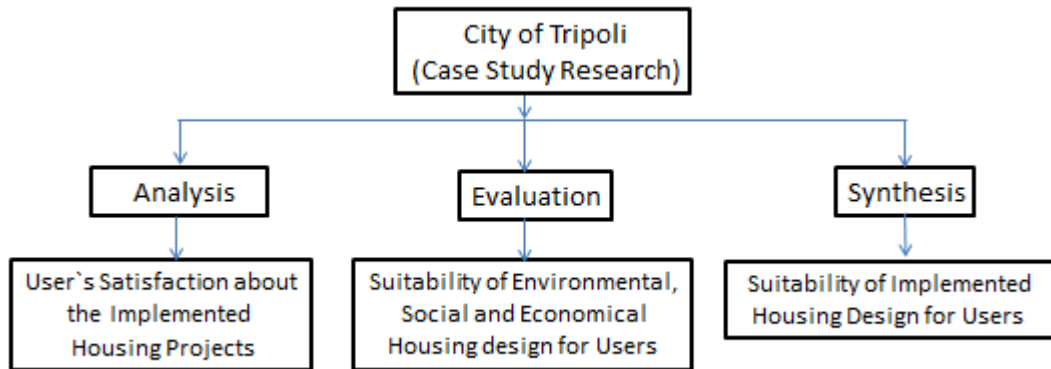 City of Tripoli
(Case Study Research)
Analysis
Evaluation
Synthesis
User`s Satisfaction about
the Implemented
Housing Projects
Suitability of Environmental,
Social and Economical
Housing design for Users
Suitability of Implemented
Housing Design for Users